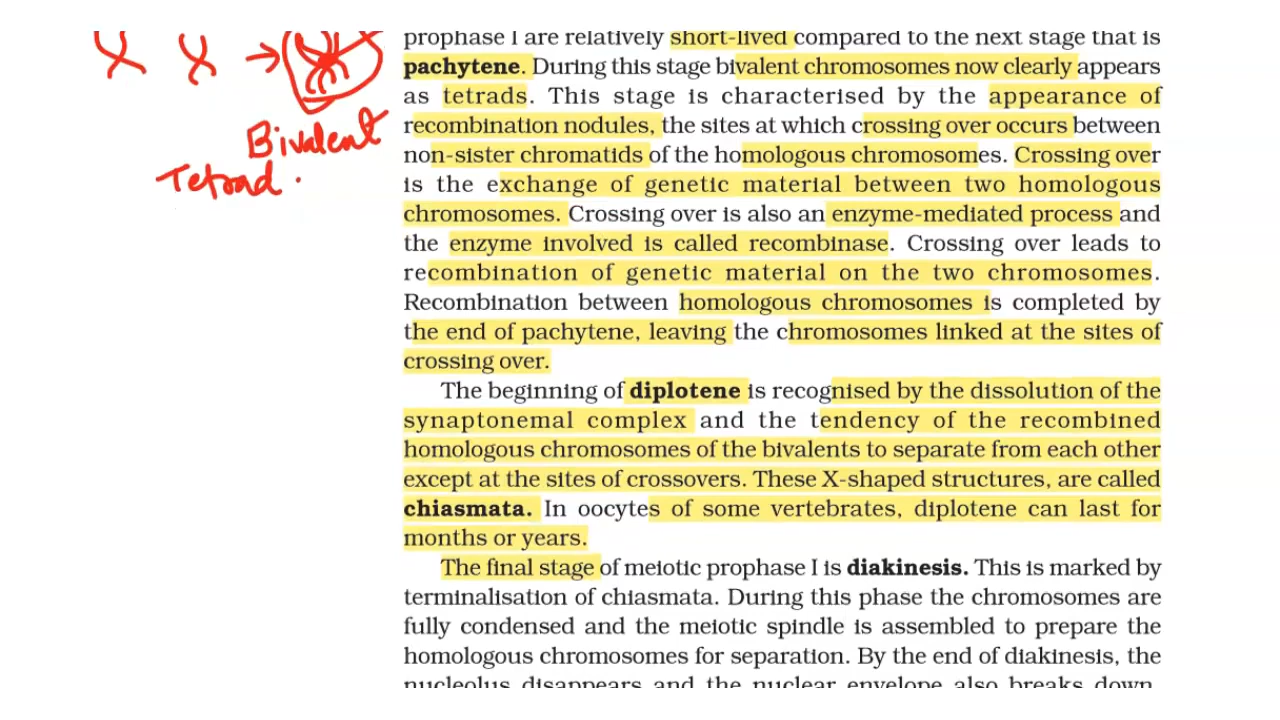 prophase I are relatively short-lived compared to the next stage that is
pachytene. During this stage bivalent chromosomes now clearly appears
as tetrads. This stage is characterised by the appearance of
recombination nodules, the sites at which crossing over occurs between
non-sister chromatids of the homologous chromosomes. Crossing over
is the exchange of genetic material between two homologous
chromosomes. Crossing over is also an enzyme-mediated process and
the enzyme involved is called recombinase. Crossing over leads to
recombination of genetic material on the two chromosomes.
Recombination between homologous chromosomes is completed by
the end of pachytene, leaving the chromosomes linked at the sites of
crossing over.
The beginning of diplotene is recognised by the dissolution of the
synaptonemal complex and the tendency of the recombined
homologous chromosomes of the bivalents to separate from each other
except at the sites of crossovers. These X-shaped structures, are called
chiasmata. In oocytes of some vertebrates, diplotene can last for
months or years.
The final stage of meiotic prophase I is diakinesis. This is marked by
terminalisation of chiasmata. During this phase the chromosomes are
fully condensed and the meiotic spindle is assembled to prepare the
homologous chromosomes for separation. By the end of diakinesis, the
nucleolus disappears and the nuclear envelope also breaks down.
Bivalent
Tetrad